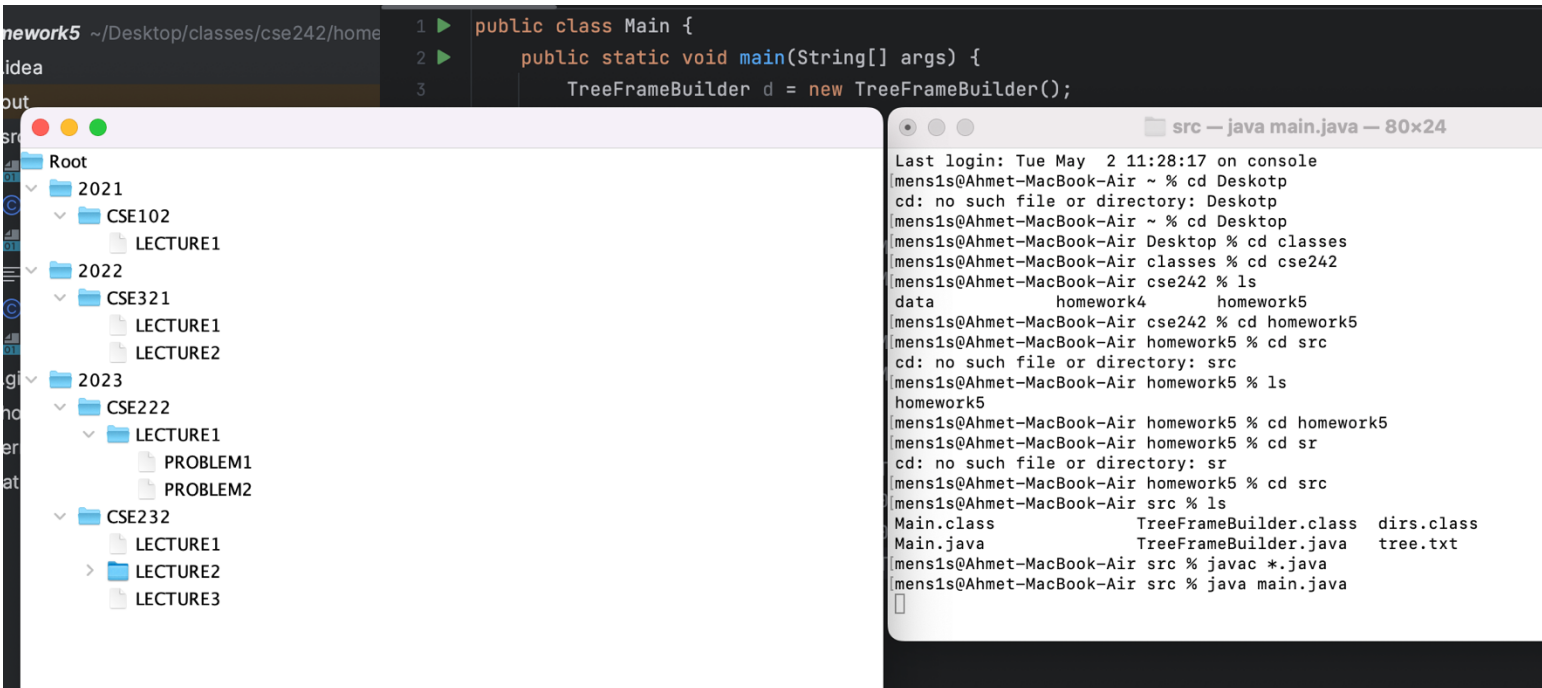 mework5 ~/Desktop/classes/cse242/home
.idea
out
1 public class Main {
2 public static void main(String[] args) {
3 TreeFrameBuilder d = new TreeFrameBuilder();
Root
2021
CSE102
LECTURE1
2022
CSE321
LECTURE1
LECTURE2
2023
CSE222
LECTURE1
PROBLEM1
PROBLEM2
CSE232
LECTURE1
LECTURE2
LECTURE3
src — java main.java — 80×24
Last login: Tue May  2 11:28:17 on console
[mens1s@Ahmet-MacBook-Air ~ % cd Deskotp
cd: no such file or directory: Deskotp
[mens1s@Ahmet-MacBook-Air ~ % cd Desktop
[mens1s@Ahmet-MacBook-Air Desktop % cd classes
[mens1s@Ahmet-MacBook-Air classes % cd cse242
[mens1s@Ahmet-MacBook-Air cse242 % ls
data homework4 homework5
[mens1s@Ahmet-MacBook-Air cse242 % cd homework5
[mens1s@Ahmet-MacBook-Air homework5 % cd src
cd: no such file or directory: src
[mens1s@Ahmet-MacBook-Air homework5 % ls
homework5
[mens1s@Ahmet-MacBook-Air homework5 % cd homework5
[mens1s@Ahmet-MacBook-Air homework5 % cd sr
cd: no such file or directory: sr
[mens1s@Ahmet-MacBook-Air homework5 % cd src
[mens1s@Ahmet-MacBook-Air src % ls
Main.class TreeFrameBuilder.class dirs.class
Main.java TreeFrameBuilder.java tree.txt
[mens1s@Ahmet-MacBook-Air src % javac *.java
[mens1s@Ahmet-MacBook-Air src % java main.java